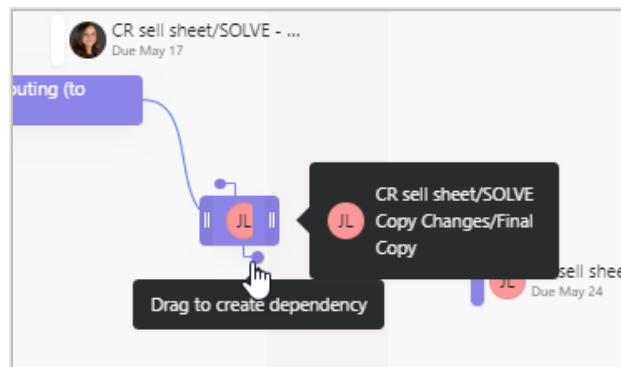 CR sell sheet/SOLVE - ...
Due May 17
outing (to
JL
JL
CR sell sheet/SOLVE
Copy Changes/Final
Copy
JL
sell shee
Due May 24
Drag to create dependency